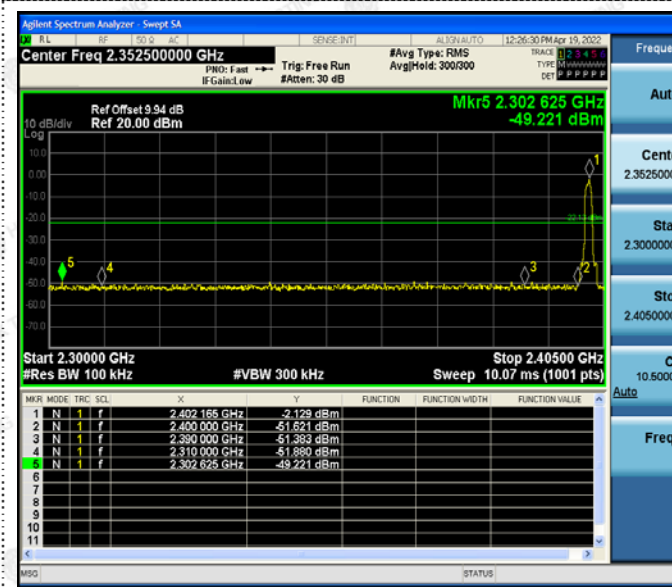 Agilent Spectrum Analyzer - Swept SA
RL RF 50 Ω AC SENSE:INT ALIGNAUTO 12:26:30 PM Apr 19, 2022
Center Freq 2.352500000 GHz
PNO: Fast
IFGain:Low
Trig: Free Run
#Atten: 30 dB
#Avg Type: RMS
Avg|Hold: 300/300
TRACE 1 2 3 4 5 6
TYPE M
DET P P P P P P
Freque
Ref Offset 9.94 dB
10 dB/div Ref 20.00 dBm
Log
Mkr5 2.302 625 GHz
-49.221 dBm
10.0
0.00
-10.0
-20.0
-30.0
-40.0
-50.0
-60.0
-70.0
1
5
4
3
2
Start 2.30000 GHz
#Res BW 100 kHz
#VBW 300 kHz
Stop 2.40500 GHz
Sweep 10.07 ms (1001 pts)
MKR MODE TRC SCL X Y FUNCTION FUNCTION WIDTH FUNCTION VALUE
1 N 1 f 2.402 165 GHz -2.129 dBm
2 N 1 f 2.400 000 GHz -51.621 dBm
3 N 1 f 2.390 000 GHz -51.383 dBm
4 N 1 f 2.310 000 GHz -51.880 dBm
5 N 1 f 2.302 625 GHz -49.221 dBm
6
7
8
9
10
11
MSG STATUS
Aut
Cent
2.352500
Sta
2.300000
Sto
2.405000
C
10.5000
Auto
Freq